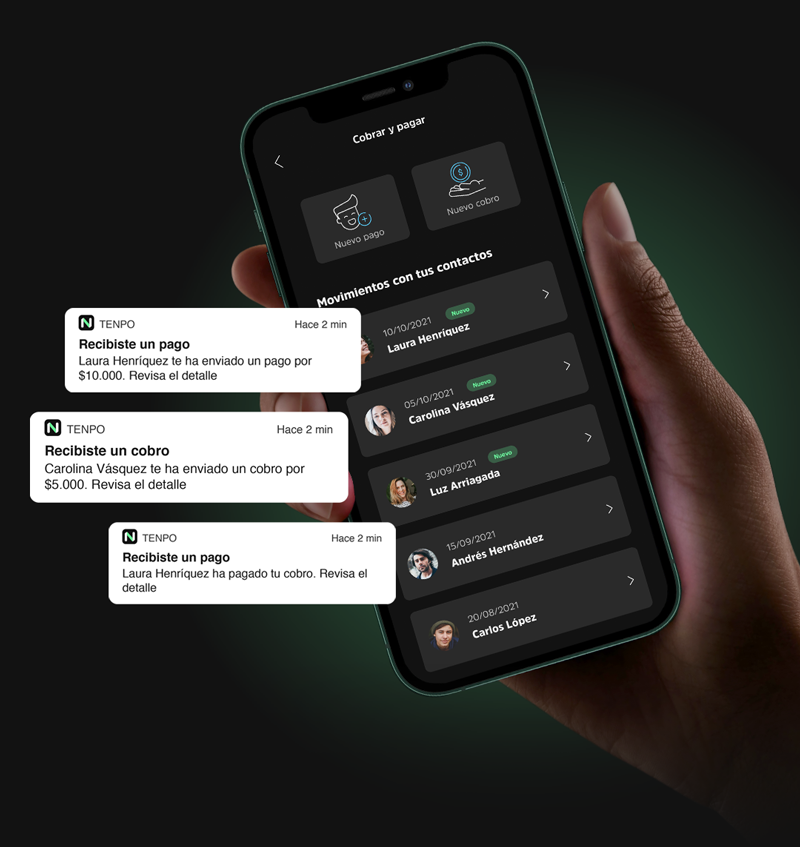 Cobrar y pagar
Nuevo pago
Nuevo cobro
Movimientos con tus contactos
10/10/2021
Nuevo
Laura Henríquez
05/10/2021
Nuevo
Carolina Vásquez
30/09/2021
Nuevo
Luz Arriagada
15/09/2021
Andrés Hernández
20/08/2021
Carlos López
TENPO
Hace 2 min
Recibiste un pago
Laura Henríquez te ha enviado un pago por
$10.000. Revisa el detalle
TENPO
Hace 2 min
Recibiste un cobro
Carolina Vásquez te ha enviado un cobro por
$5.000. Revisa el detalle
TENPO
Hace 2 min
Recibiste un pago
Laura Henríquez ha pagado tu cobro. Revisa el
detalle